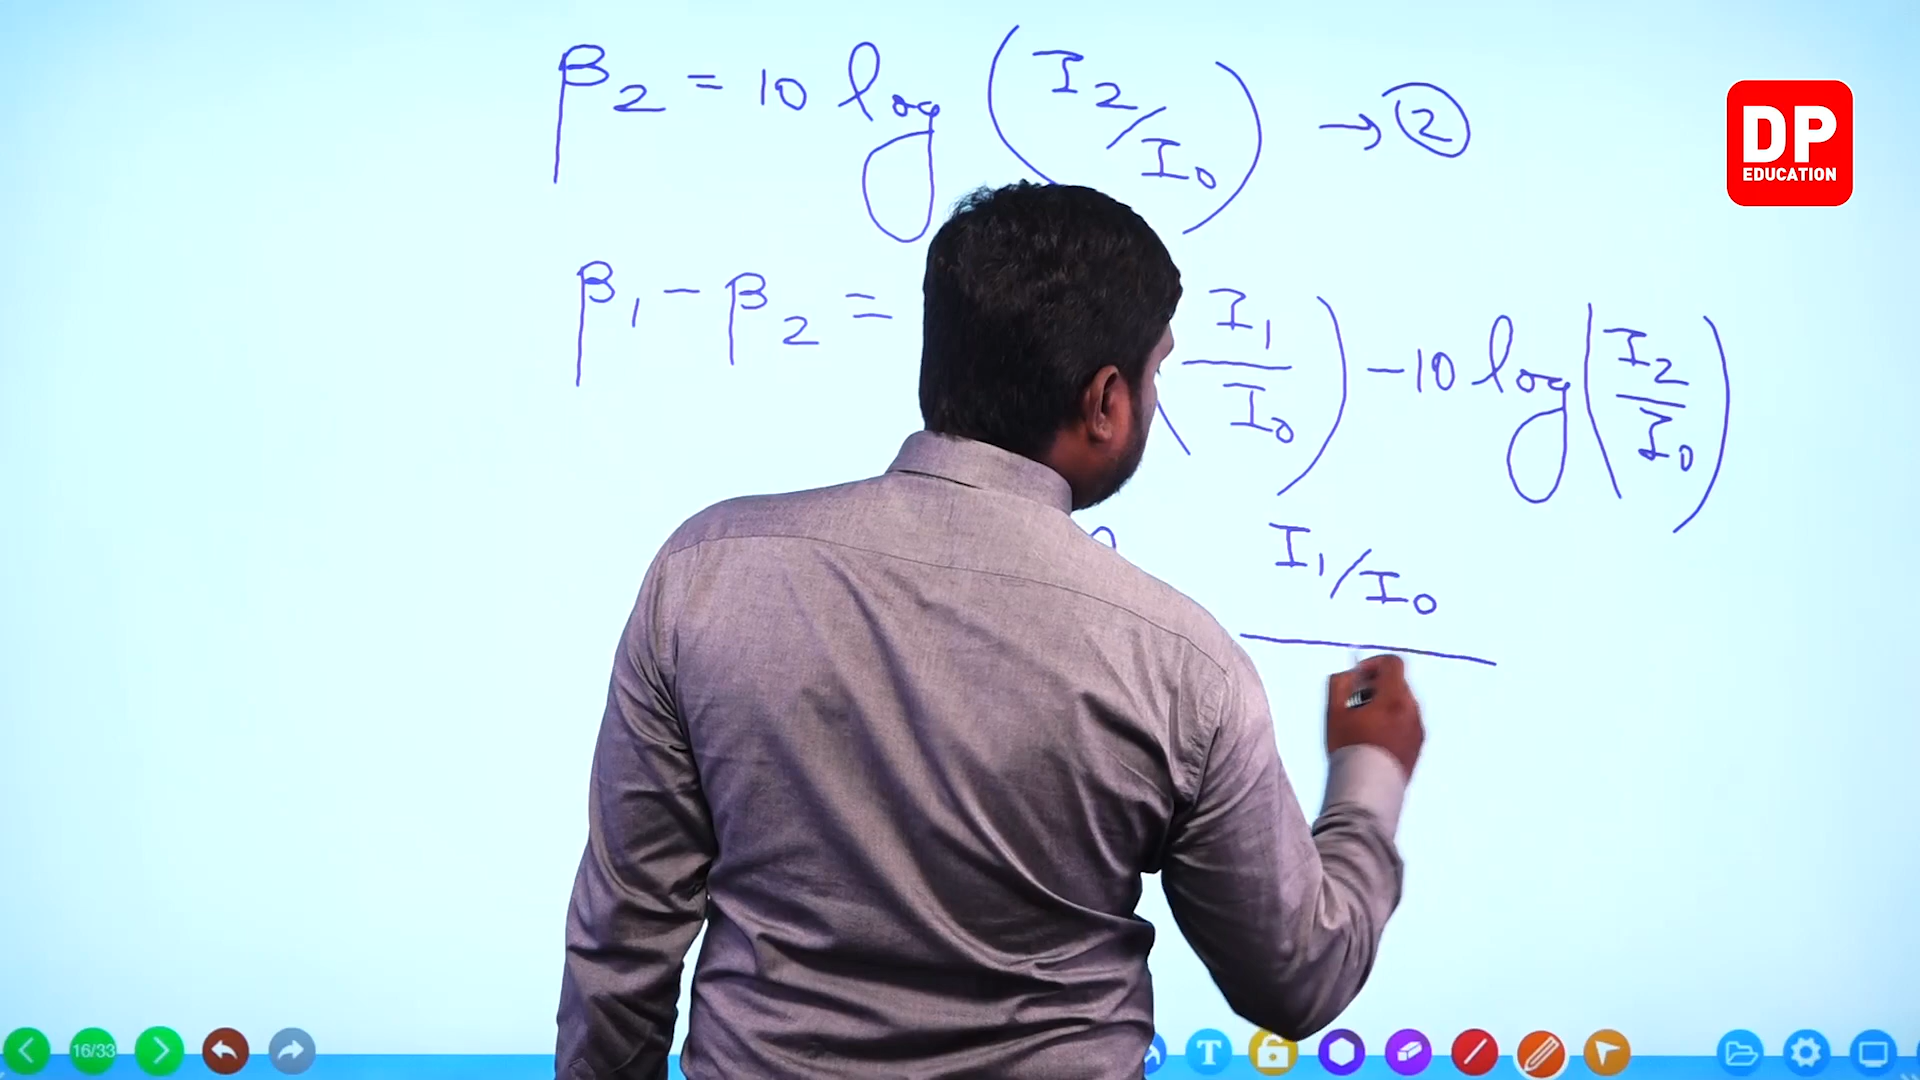 β₂ = 10 log (I₂/I₀) → ②
DP
EDUCATION
β₁ - β₂ = (I₁/I₀) - 10 log (I₂/I₀)
I₁/I₀
16/33
T